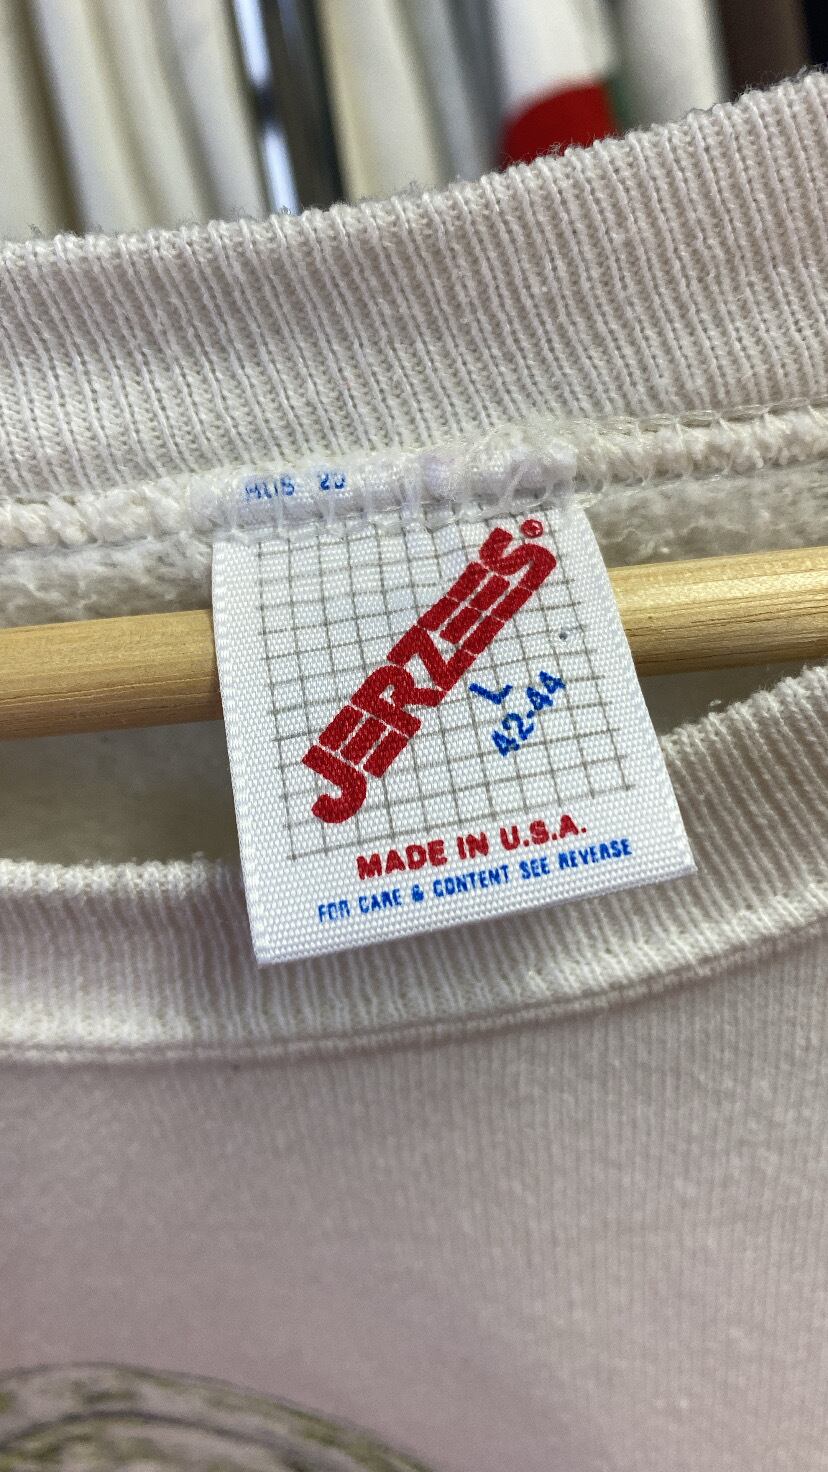 JERZEES®
L
42-44
MADE IN U.S.A.
FOR CARE & CONTENT SEE REVERSE